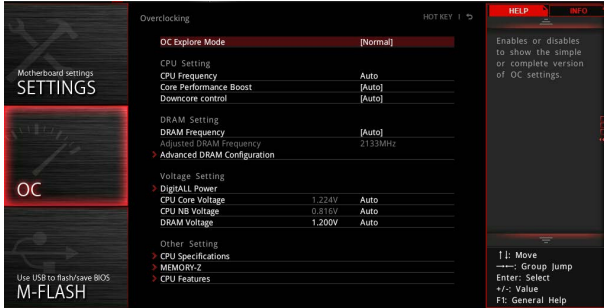 Overclocking
HOT KEY |
HELP
INFO
OC Explore Mode [Normal]
CPU Setting
CPU Frequency Auto
Core Performance Boost [Auto]
Downcore control [Auto]
DRAM Setting
DRAM Frequency [Auto]
Adjusted DRAM Frequency 2133MHz
> Advanced DRAM Configuration
Voltage Setting
> DigitALL Power
CPU Core Voltage 1.224V Auto
CPU NB Voltage 0.816V Auto
DRAM Voltage 1.200V Auto
Other Setting
> CPU Specifications
> MEMORY-Z
> CPU Features
Motherboard settings
SETTINGS
OC
Use USB to flash/save BIOS
M-FLASH
Enables or disables
to show the simple
or complete version
of OC settings.
↑↓: Move
→←: Group Jump
Enter: Select
+/-: Value
F1: General Help